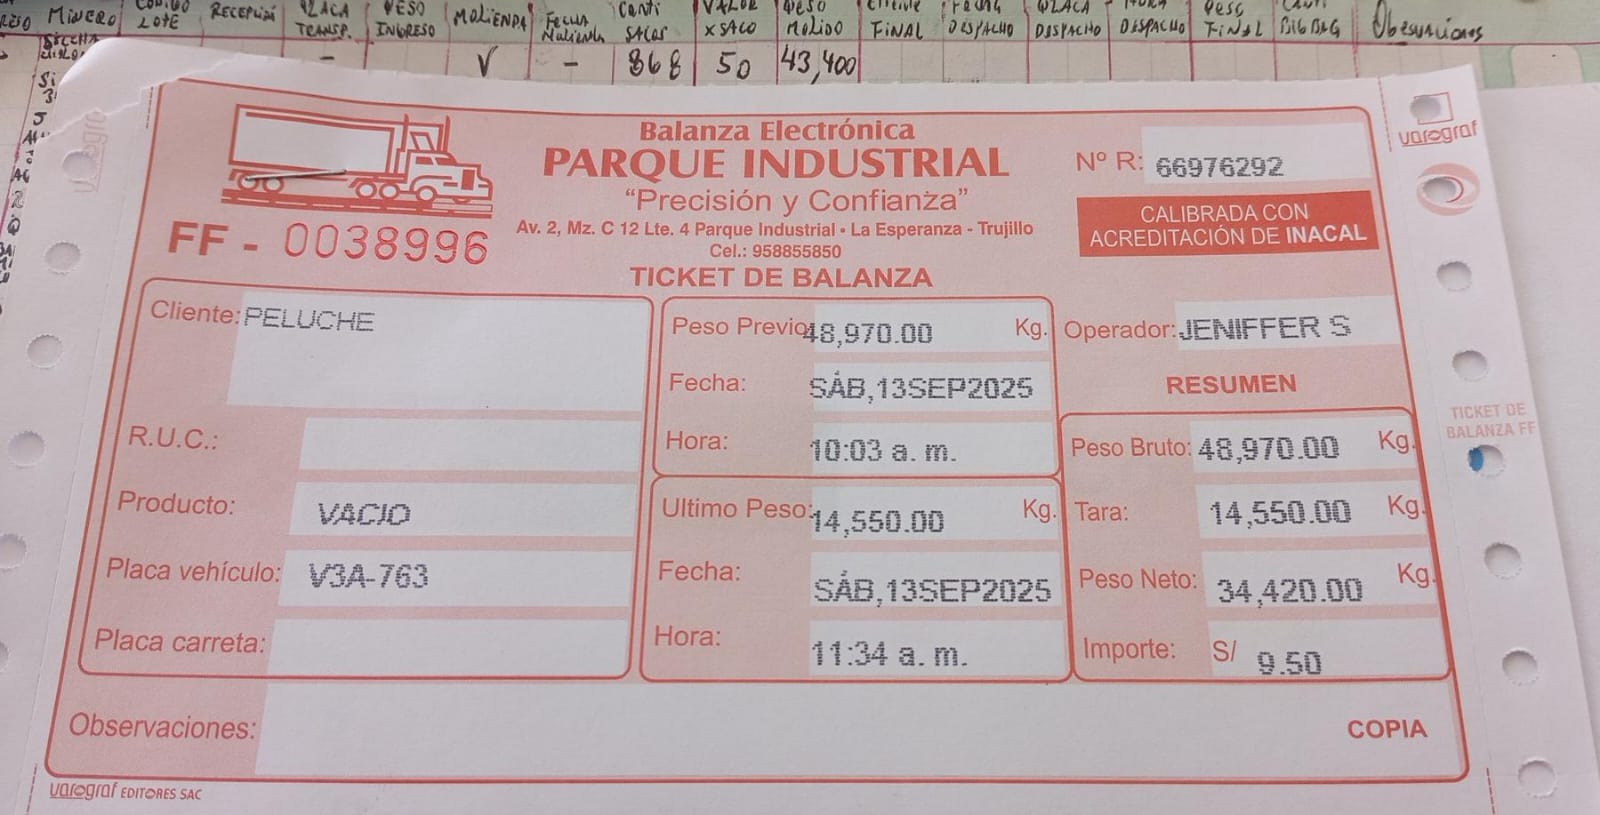 MINERO CODIGO LOTE RECEPCIÓN PLACA TRANSP. PESO INGRESO MOLIENDA FECHA Molienda CANTI SACOS VALOR X SACO PESO MOLIDO FINAL FECHA DESPACHO PLACA DESPACHO HORA DESPACHO PESO FINAL CANTI BIG BAG Observaciones
- √ - 868 50 43,400
Balanza Electrónica
PARQUE INDUSTRIAL
"Precisión y Confianza"
Av. 2, Mz. C 12 Lte. 4 Parque Industrial • La Esperanza - Trujillo
Cel.: 958855850
TICKET DE BALANZA
FF - 0038996
Nº R: 66976292
CALIBRADA CON
ACREDITACIÓN DE INACAL
varograf
Cliente: PELUCHE
R.U.C.:
Producto: VACIO
Placa vehículo: V3A-763
Placa carreta:
Peso Previo 48,970.00 Kg.
Fecha: SÁB,13SEP2025
Hora: 10:03 a. m.
Ultimo Peso: 14,550.00 Kg.
Fecha: SÁB,13SEP2025
Hora: 11:34 a. m.
Operador: JENIFFER S
RESUMEN
Peso Bruto: 48,970.00 Kg.
Tara: 14,550.00 Kg.
Peso Neto: 34,420.00 Kg.
Importe: S/ 9.50
Observaciones:
COPIA
TICKET DE
BALANZA FF
varograf EDITORES SAC